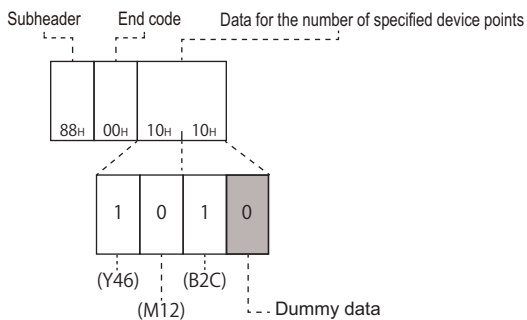 Subheader End code Data for the number of specified device points
88H 00H 10H 10H
1 0 1 0
(Y46) (B2C)
(M12) Dummy data